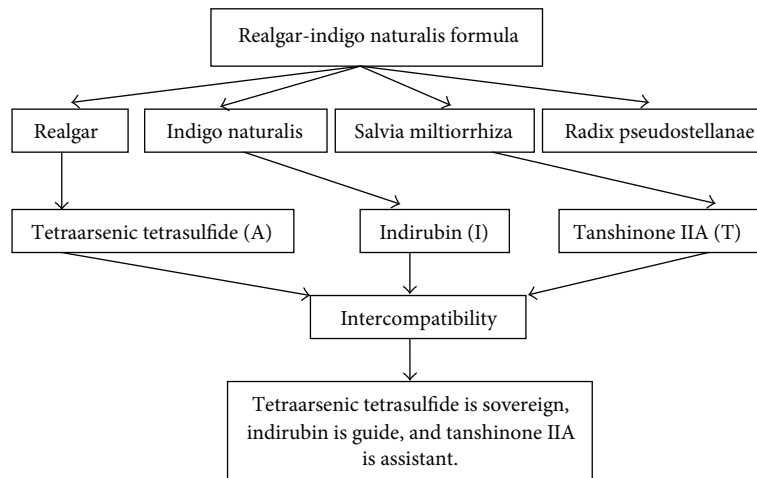 Realgar-indigo naturalis formula
Realgar
Indigo naturalis
Salvia miltiorrhiza
Radix pseudostellanae
Tetraarsenic tetrasulfide (A)
Indirubin (I)
Tanshinone IIA (T)
Intercompatibility
Tetraarsenic tetrasulfide is sovereign,
indirubin is guide, and tanshinone IIA
is assistant.